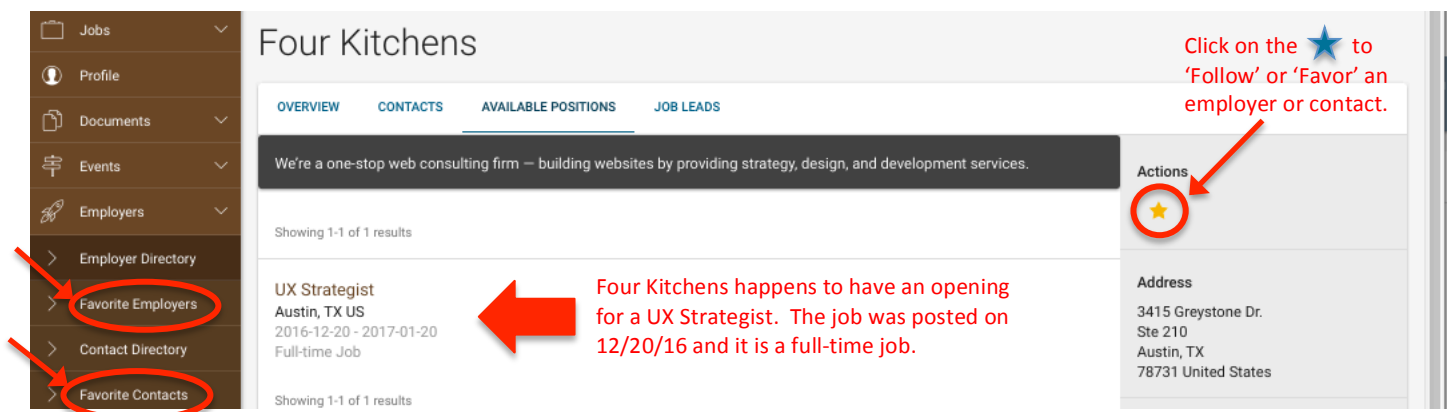 Jobs
Profile
Documents
Events
Employers
Employer Directory
Favorite Employers
Contact Directory
Favorite Contacts
Four Kitchens
OVERVIEW CONTACTS AVAILABLE POSITIONS JOB LEADS
We're a one-stop web consulting firm — building websites by providing strategy, design, and development services.
Showing 1-1 of 1 results
UX Strategist
Austin, TX US
2016-12-20 - 2017-01-20
Full-time Job
Showing 1-1 of 1 results
Four Kitchens happens to have an opening
for a UX Strategist. The job was posted on
12/20/16 and it is a full-time job.
Click on the to
'Follow' or 'Favor' an
employer or contact.
Actions
Address
3415 Greystone Dr.
Ste 210
Austin, TX
78731 United States